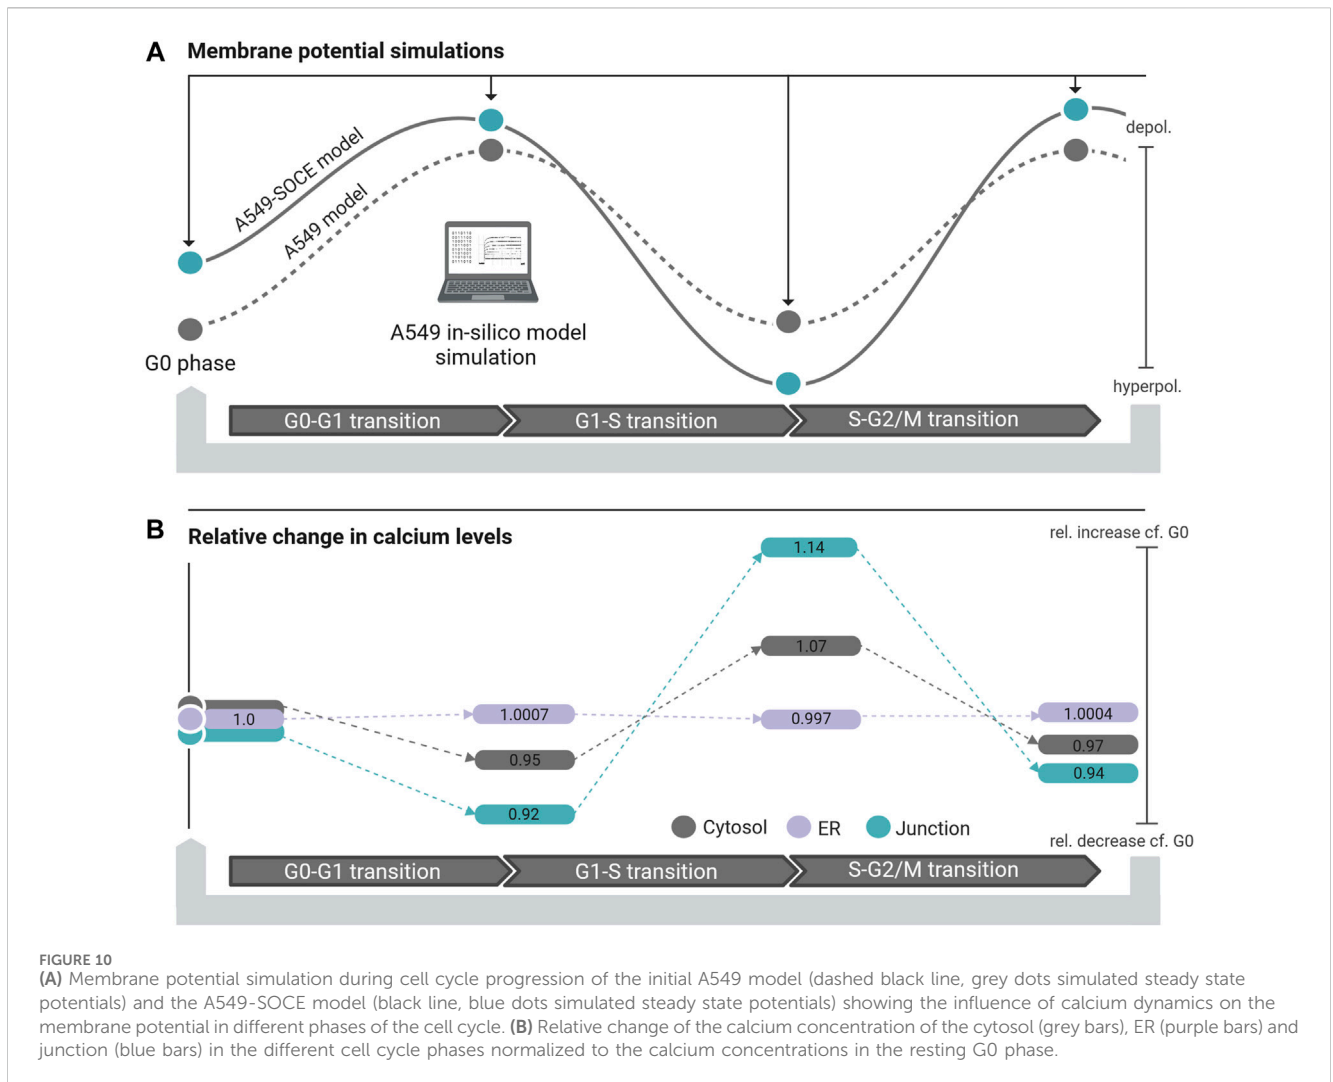 A Membrane potential simulations
A549-SOCE model
A549 model
depol.
A549 in-silico model
simulation
G0 phase
hyperpol.
G0-G1 transition
G1-S transition
S-G2/M transition
B Relative change in calcium levels
rel. increase cf. G0
1.14
1.07
1.0
1.0007
0.997
1.0004
0.95
0.97
0.94
0.92
Cytosol
ER
Junction
rel. decrease cf. G0
G0-G1 transition
G1-S transition
S-G2/M transition
FIGURE 10
(A) Membrane potential simulation during cell cycle progression of the initial A549 model (dashed black line, grey dots simulated steady state
potentials) and the A549-SOCE model (black line, blue dots simulated steady state potentials) showing the influence of calcium dynamics on the
membrane potential in different phases of the cell cycle. (B) Relative change of the calcium concentration of the cytosol (grey bars), ER (purple bars) and
junction (blue bars) in the different cell cycle phases normalized to the calcium concentrations in the resting G0 phase.